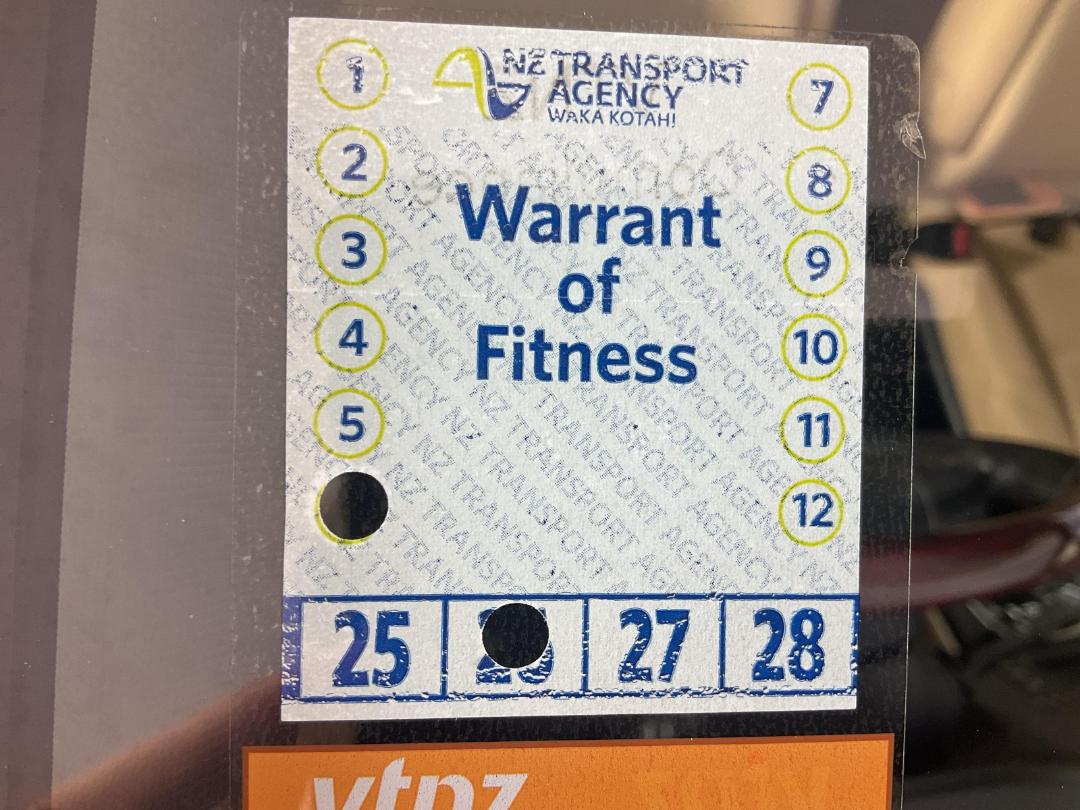 NZ TRANSPORT
AGENCY
WAKA KOTAHI
1
2
3
4
5
7
8
9
10
11
12
Warrant
of
Fitness
25
27
28
vtnz